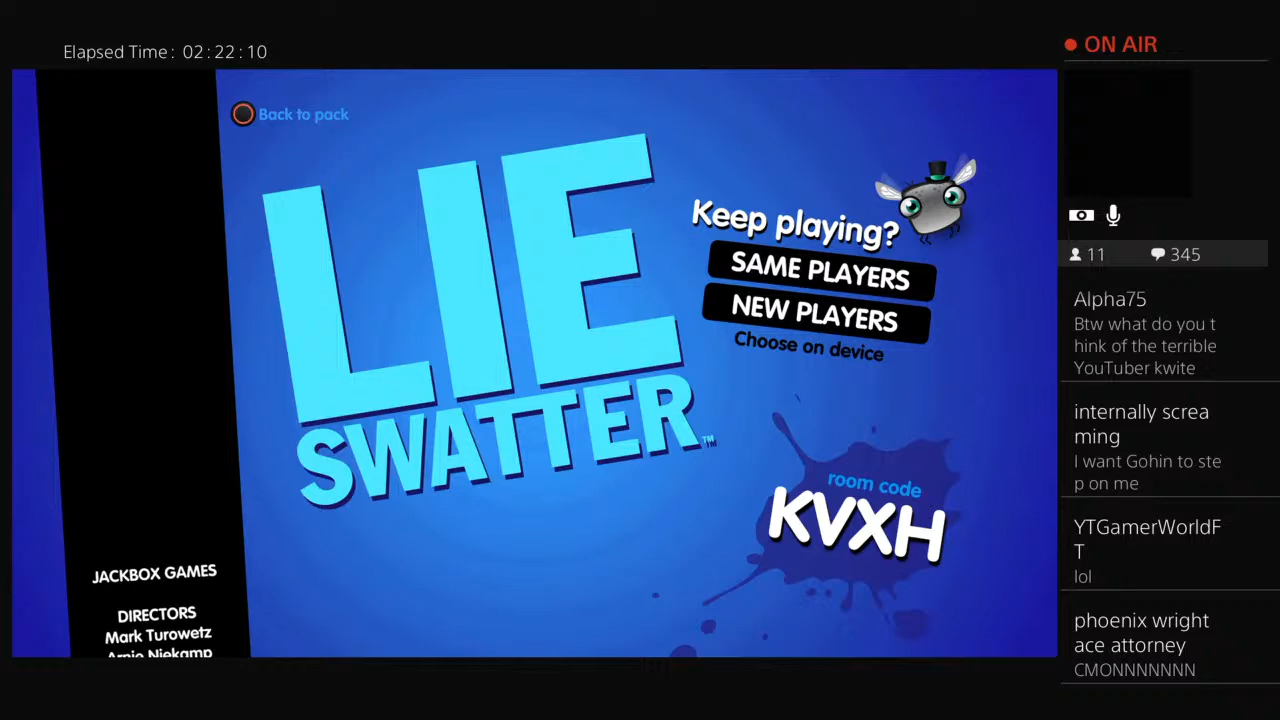 Elapsed Time: 02:22:10
ON AIR
Back to pack
LIE
SWATTER™
Keep playing?
SAME PLAYERS
NEW PLAYERS
Choose on device
room code
KVXH
JACKBOX GAMES
DIRECTORS
Mark Turowetz
Arnie Niekamp
11 345
Alpha75
Btw what do you t
hink of the terrible
YouTuber kwite
internally screa
ming
I want Gohin to ste
p on me
YTGamerWorldF
T
lol
phoenix wright
ace attorney
CMONNNNNNN